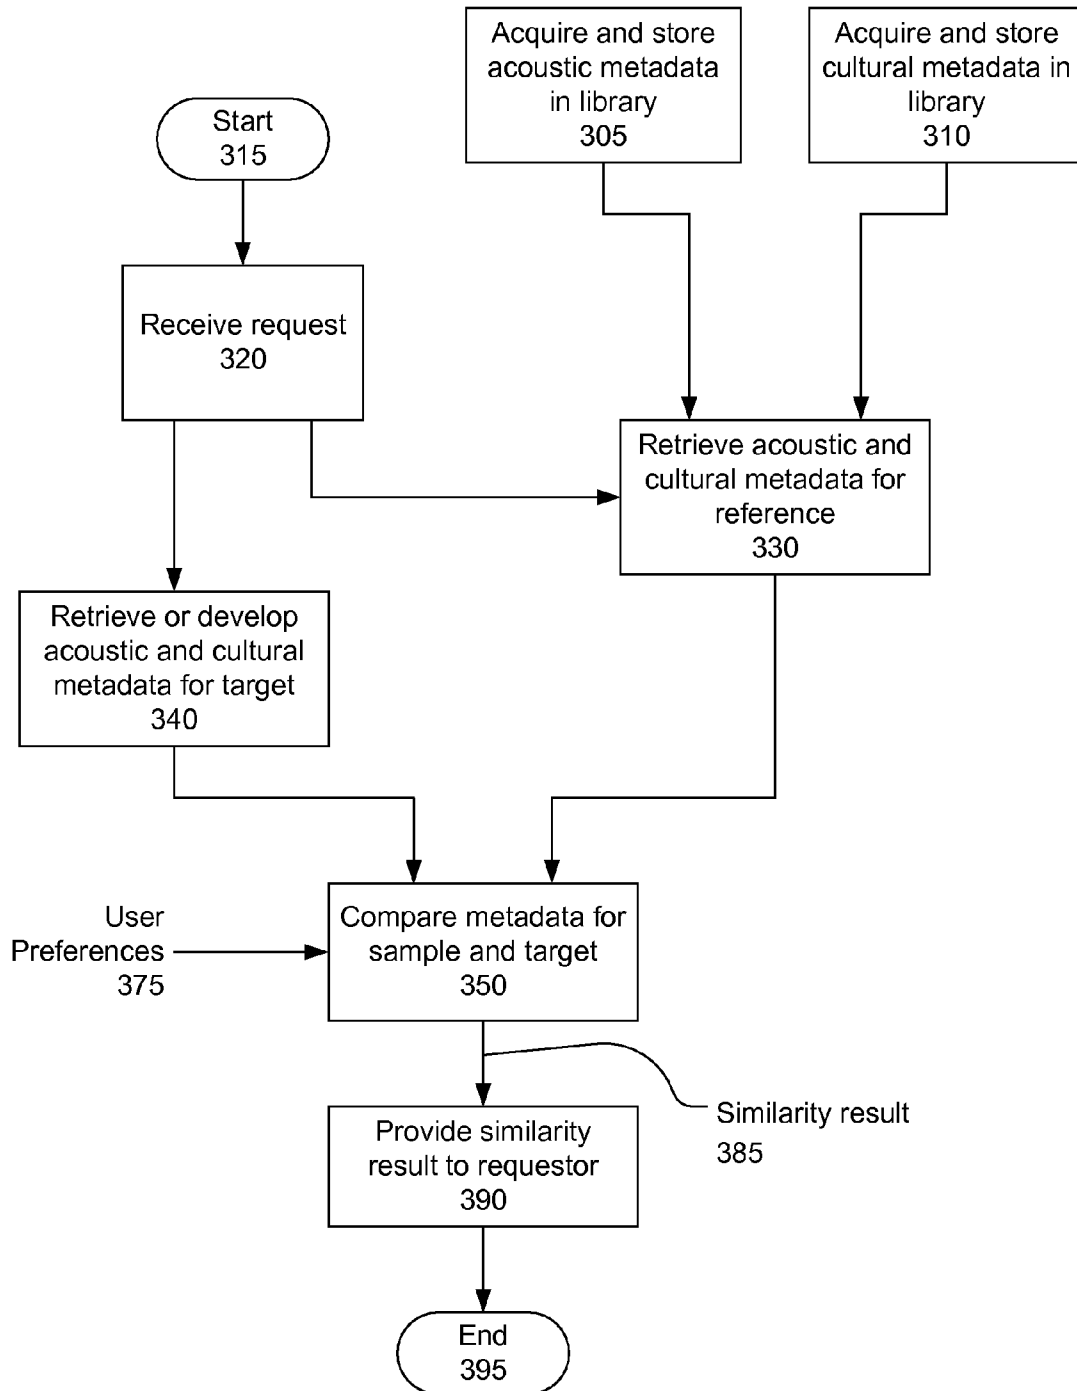 Acquire and store
acoustic metadata
in library
305
Acquire and store
cultural metadata in
library
310
Start
315
Receive request
320
Retrieve acoustic and
cultural metadata for
reference
330
Retrieve or develop
acoustic and cultural
metadata for target
340
User
Preferences
375
Compare metadata for
sample and target
350
Similarity result
385
Provide similarity
result to requestor
390
End
395